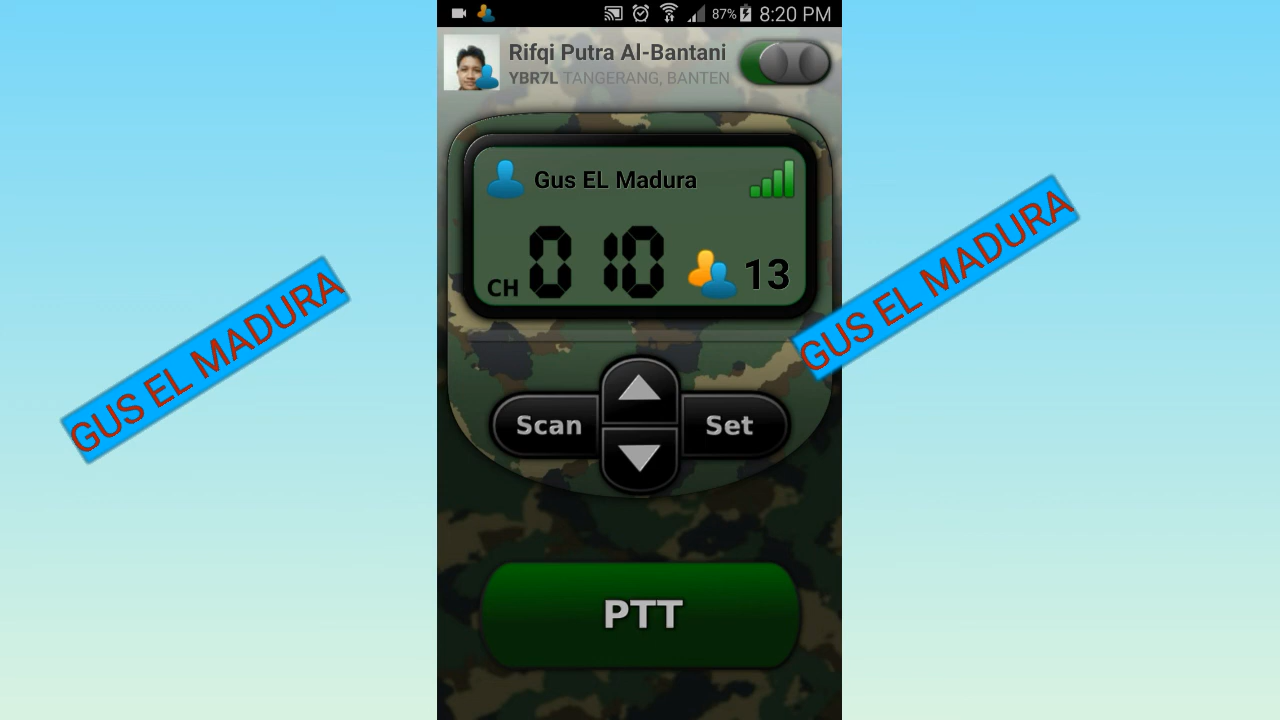 87% 8:20 PM
Rifqi Putra Al-Bantani
YBR7L TANGERANG, BANTEN
Gus EL Madura
CH 010 13
Scan Set
PTT
GUS EL MADURA
GUS EL MADURA